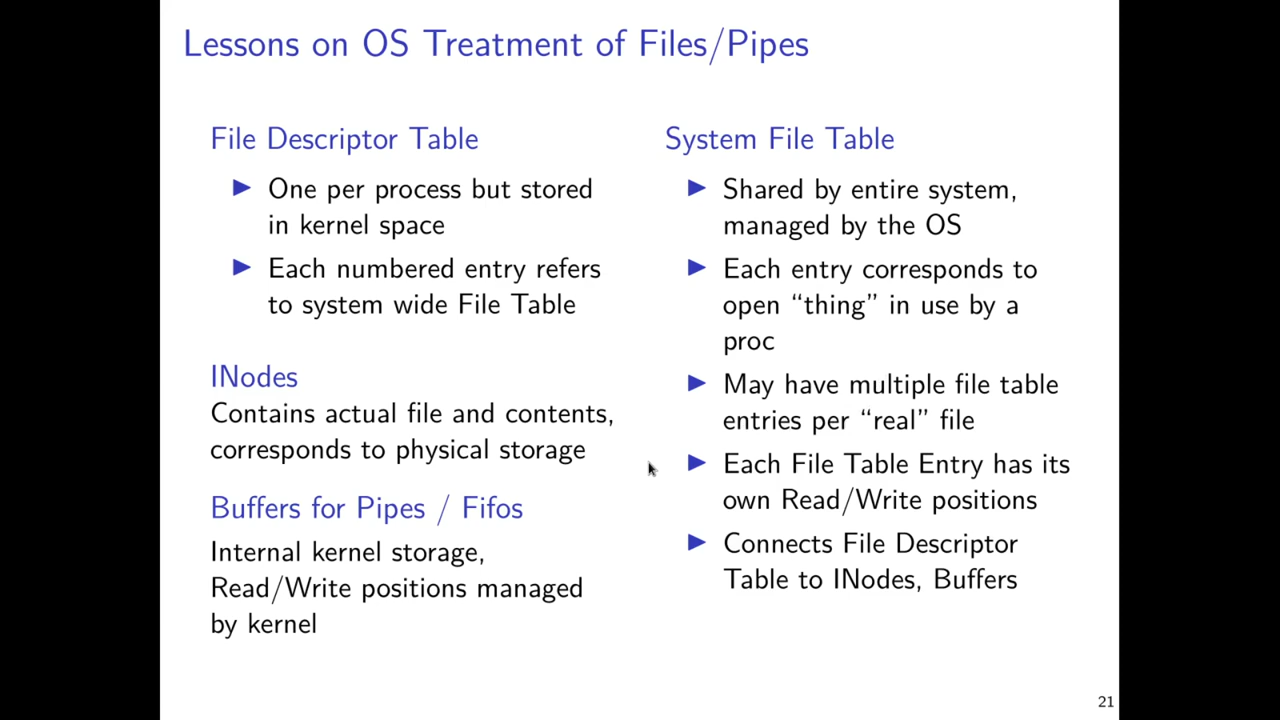 Lessons on OS Treatment of Files/Pipes
File Descriptor Table
▶ One per process but stored
in kernel space
▶ Each numbered entry refers
to system wide File Table
INodes
Contains actual file and contents,
corresponds to physical storage
Buffers for Pipes / Fifos
Internal kernel storage,
Read/Write positions managed
by kernel
System File Table
▶ Shared by entire system,
managed by the OS
▶ Each entry corresponds to
open “thing” in use by a
proc
▶ May have multiple file table
entries per “real” file
▶ Each File Table Entry has its
own Read/Write positions
▶ Connects File Descriptor
Table to INodes, Buffers
21